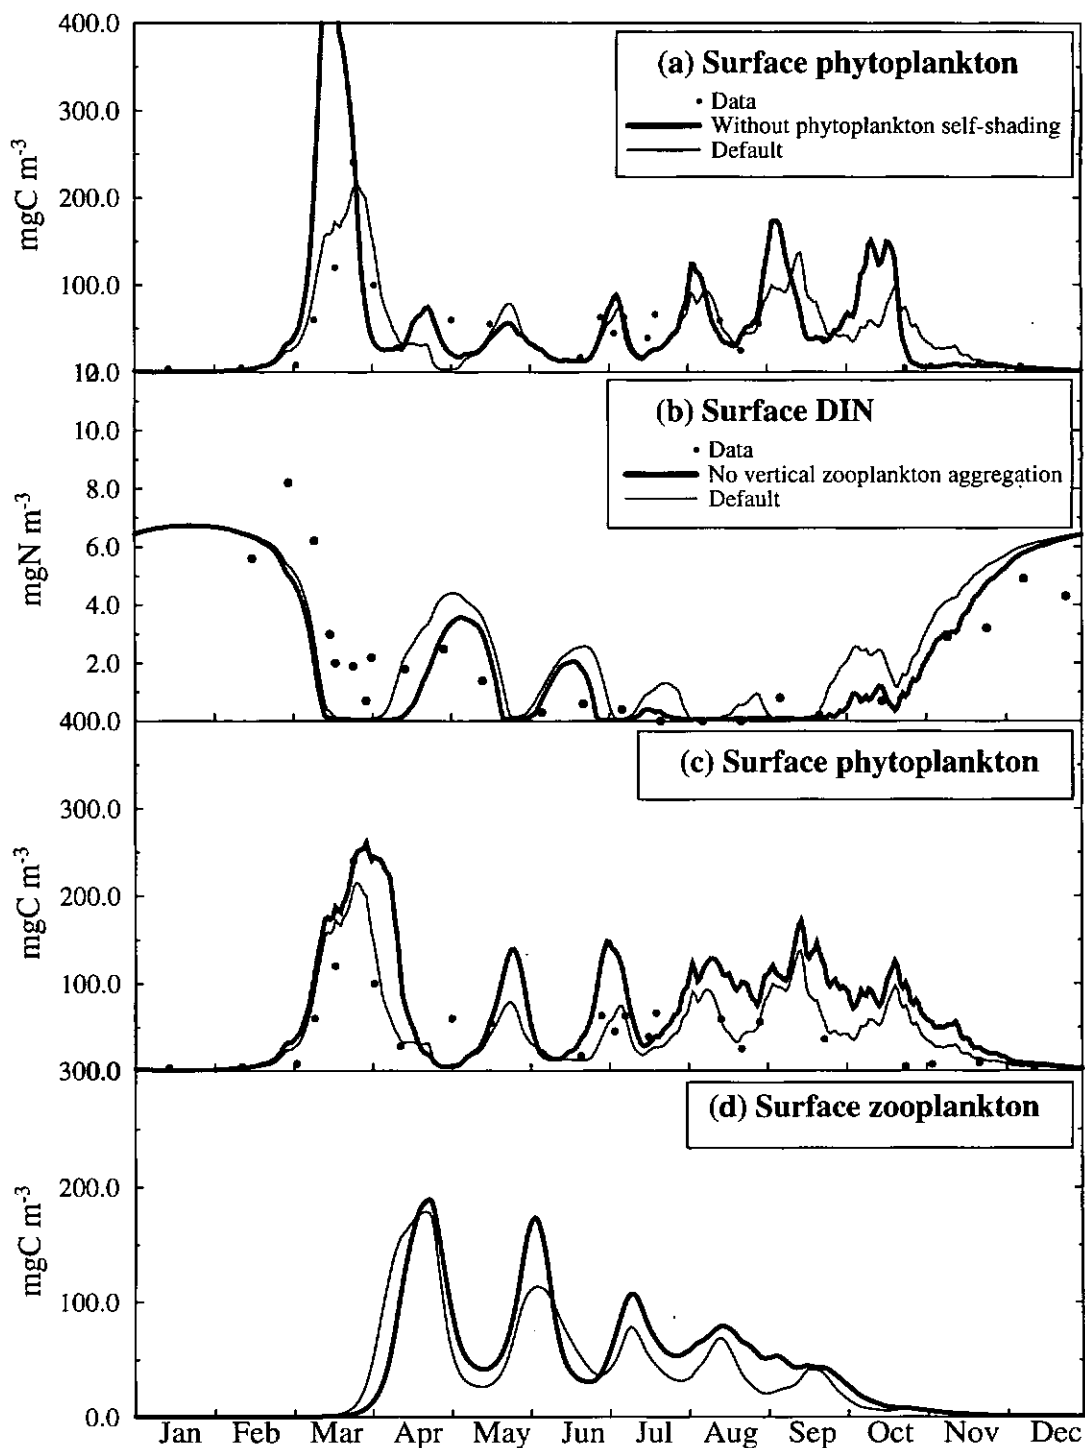 400.0
300.0
200.0
100.0
mgC m-3
(a) Surface phytoplankton
Data
Without phytoplankton self-shading
Default
12.0
10.0
8.0
6.0
4.0
2.0
mgN m-3
(b) Surface DIN
Data
No vertical zooplankton aggregation
Default
400.0
300.0
200.0
100.0
mgC m-3
(c) Surface phytoplankton
300.0
200.0
100.0
0.0
mgC m-3
(d) Surface zooplankton
Jan Feb Mar Apr May Jun Jul Aug Sep Oct Nov Dec